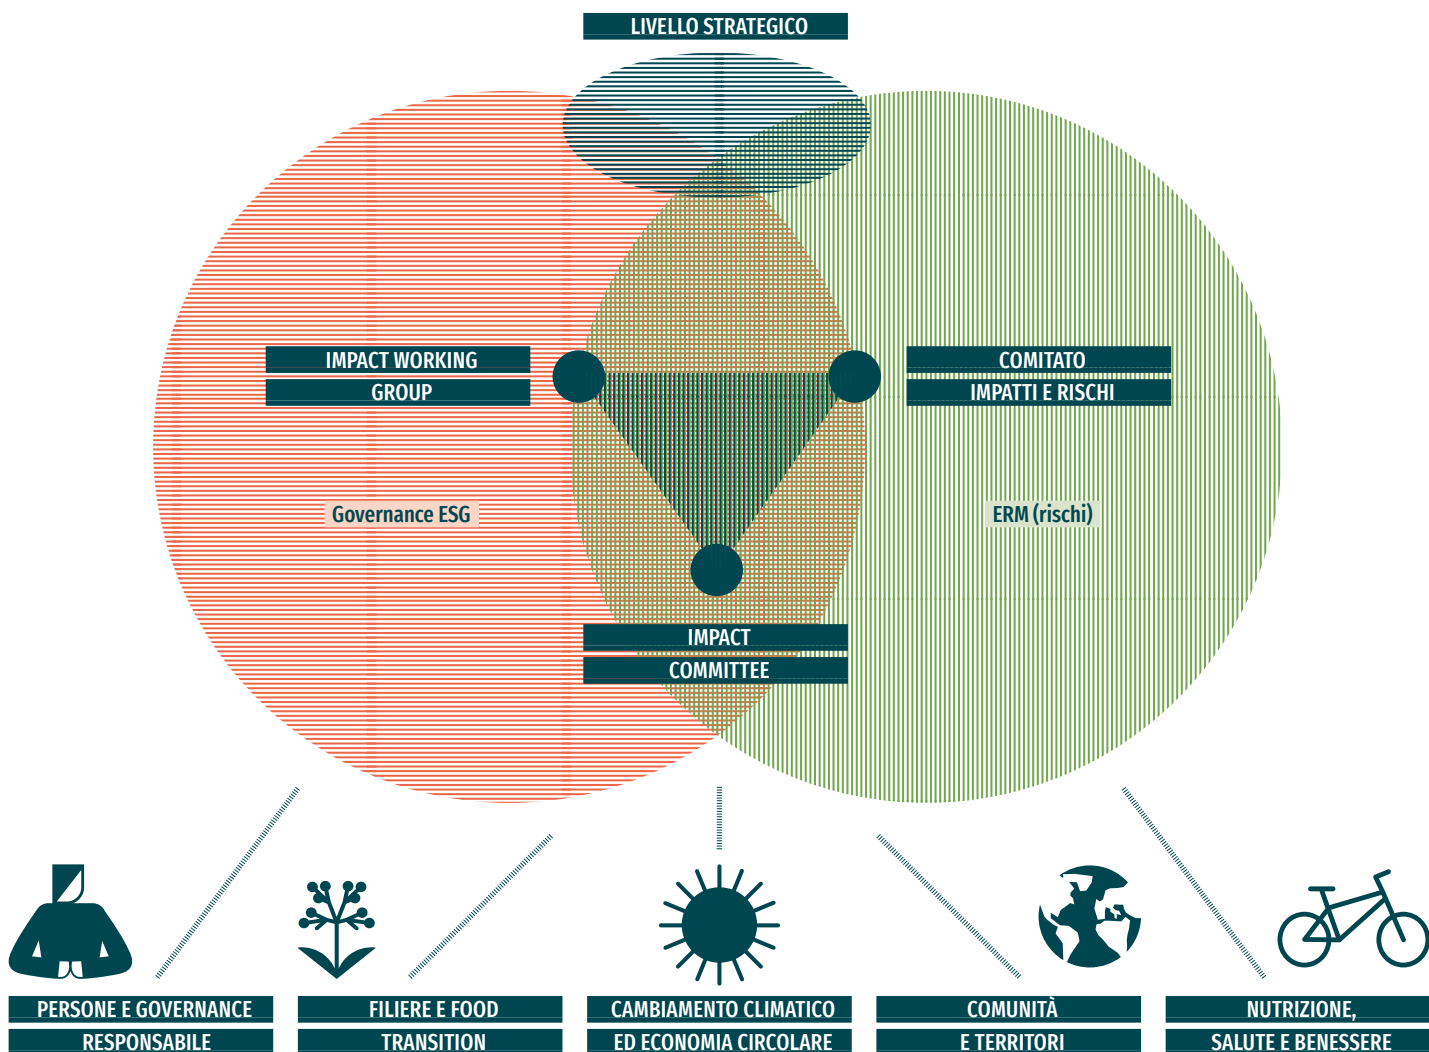 LIVELLO STRATEGICO
IMPACT WORKING
GROUP
COMITATO
IMPATTI E RISCHI
Governance ESG
ERM (rischi)
IMPACT
COMMITTEE
PERSONE E GOVERNANCE
RESPONSABILE
FILIERE E FOOD
TRANSITION
CAMBIAMENTO CLIMATICO
ED ECONOMIA CIRCOLARE
COMUNITÀ
E TERRITORI
NUTRIZIONE,
SALUTE E BENESSERE